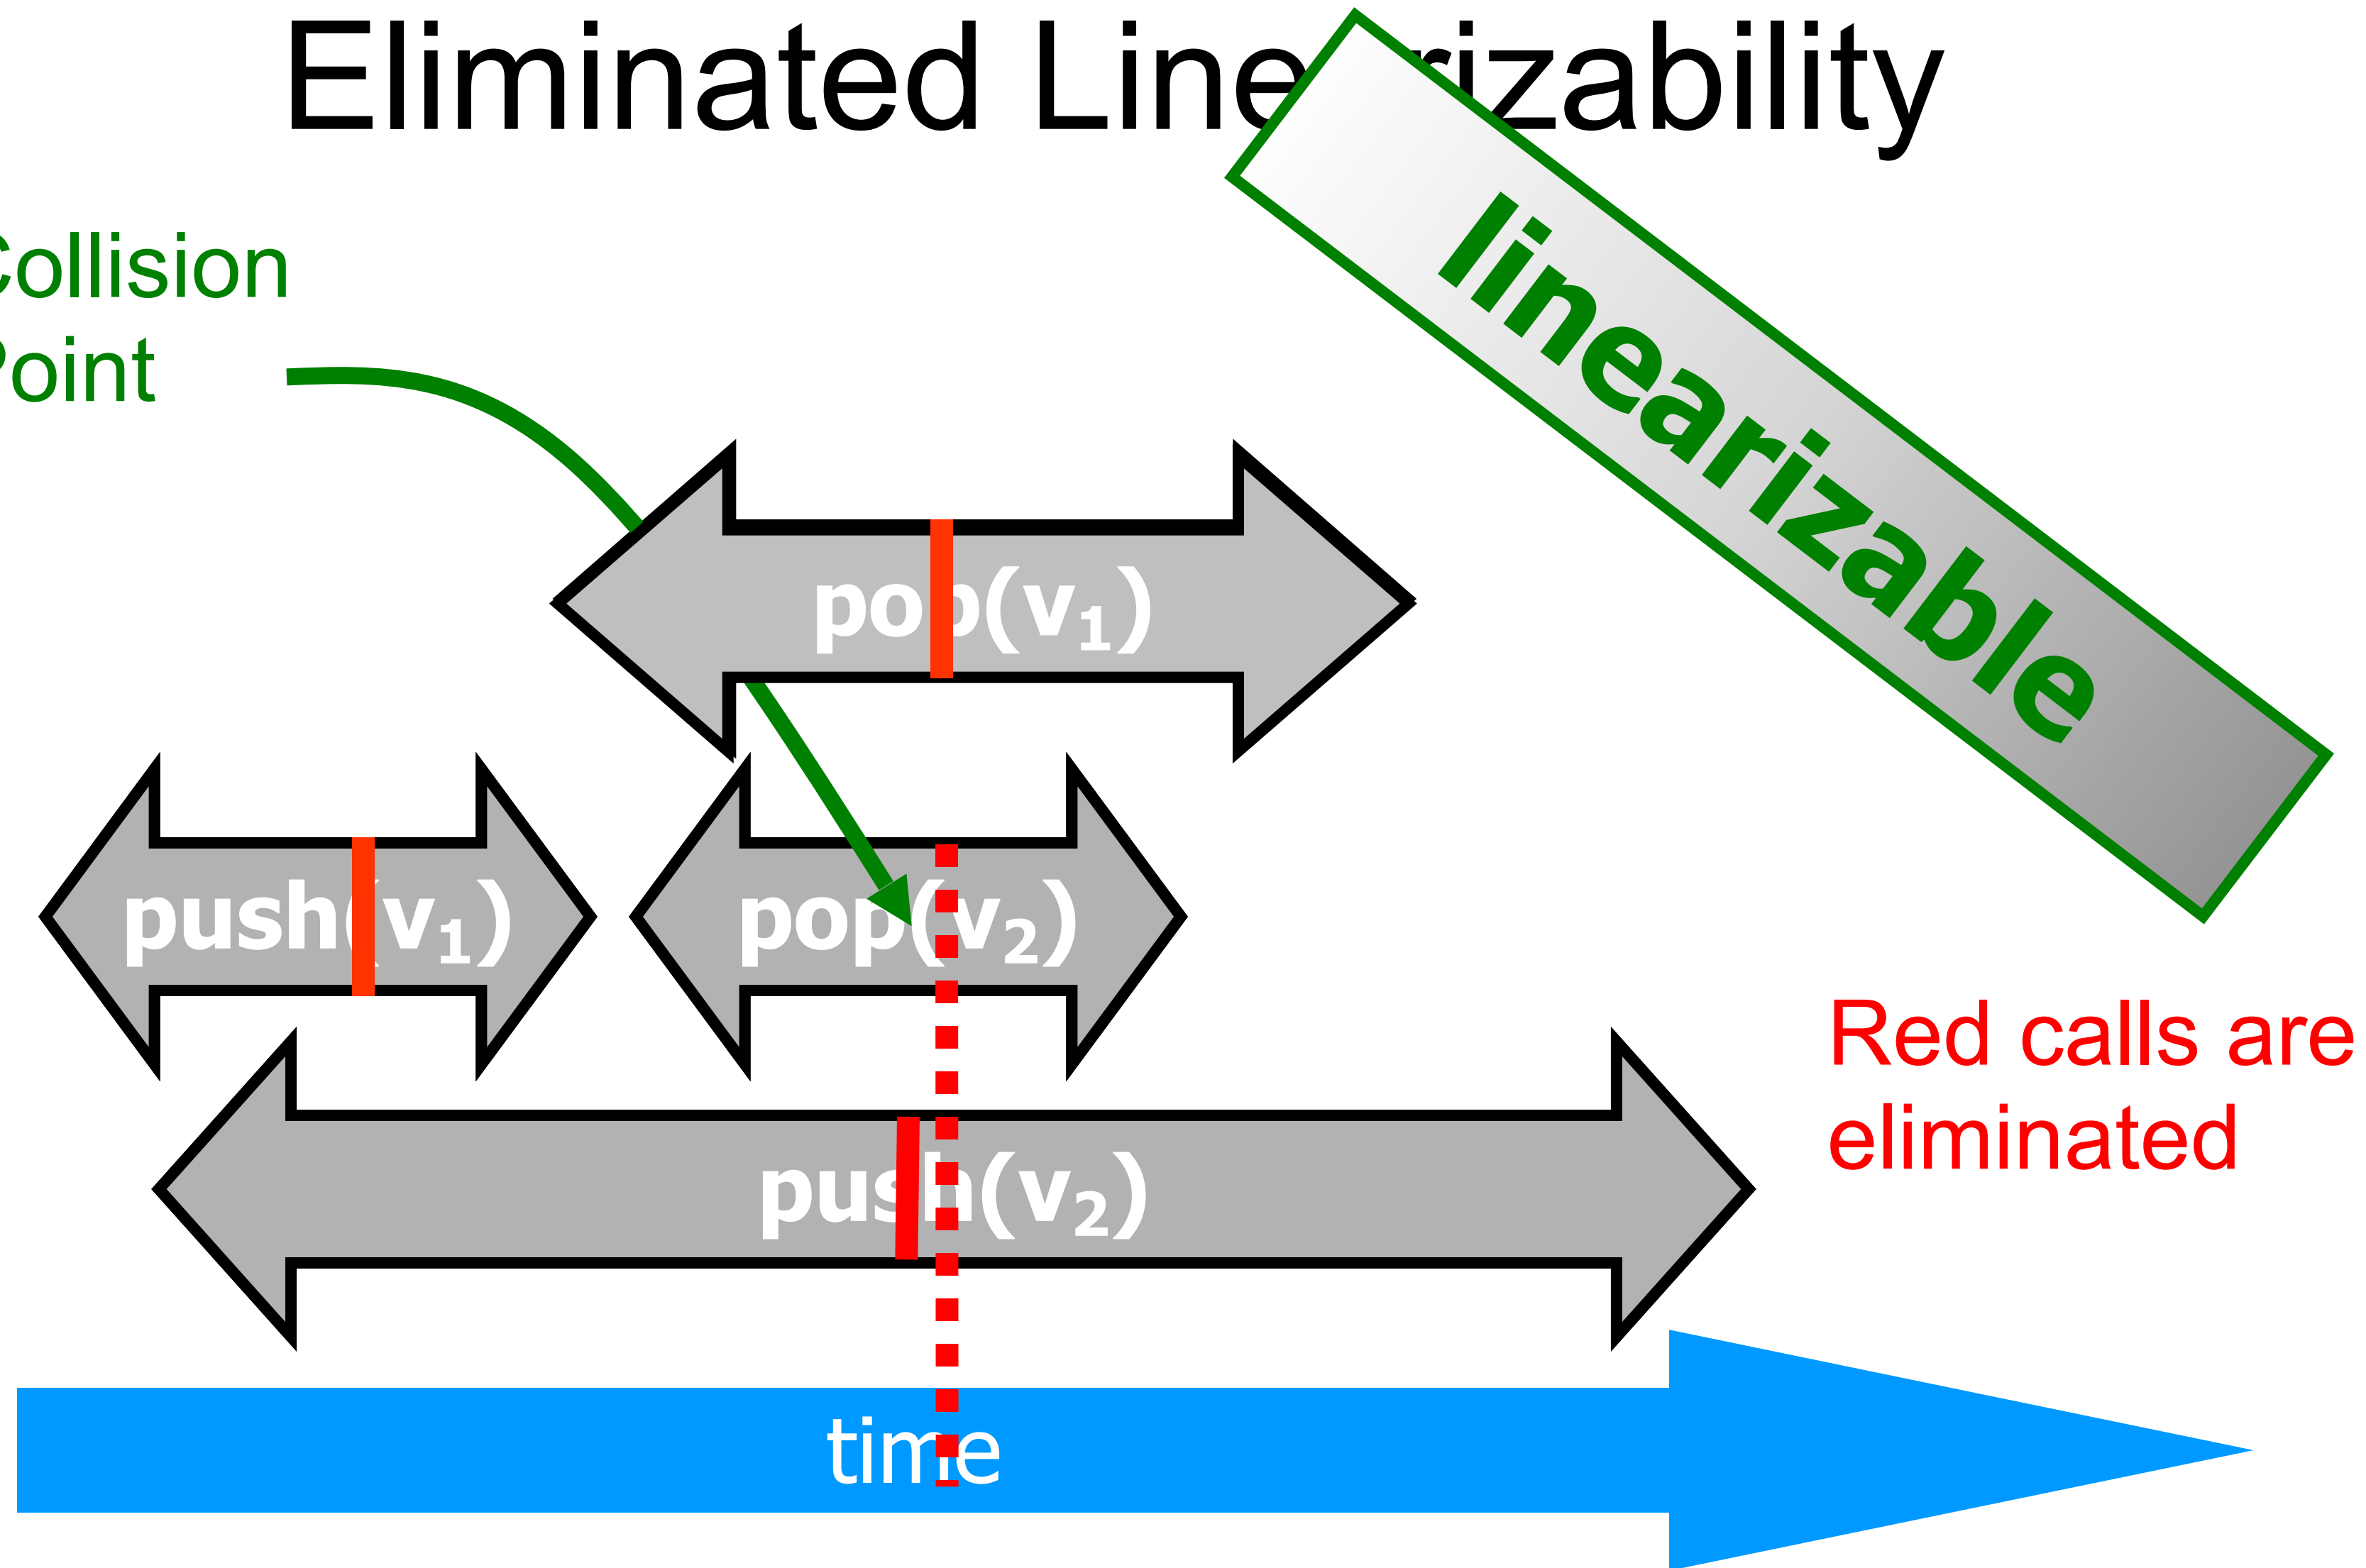 Eliminated Linearizability
Collision
Point
linearizable
pop(v₁)
push(v₁)
pop(v₂)
Red calls are
eliminated
push(v₂)
time